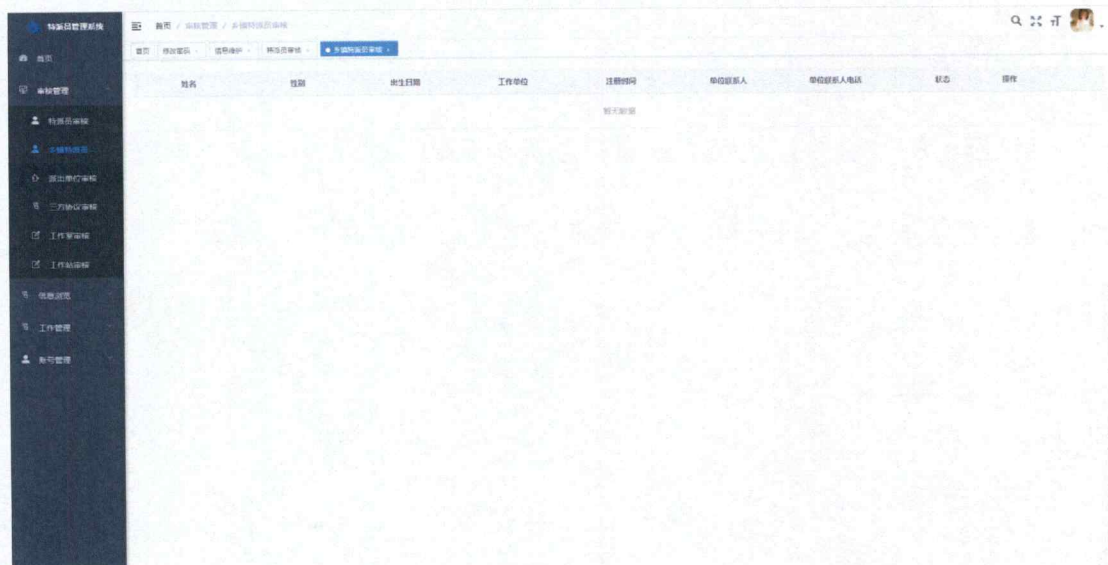 特派员管理系统
首页 / 审核管理 / 乡镇特派员审核
首页 修改密码 × 信息维护 × 特派员审核 × 乡镇特派员审核 ×
首页
审核管理
特派员审核
乡镇特派员
派出单位审核
三方协议审核
工作室审核
工作站审核
信息浏览
工作管理
账号管理
姓名 性别 出生日期 工作单位 注册时间 单位联系人 单位联系人电话 状态 操作
暂无数据